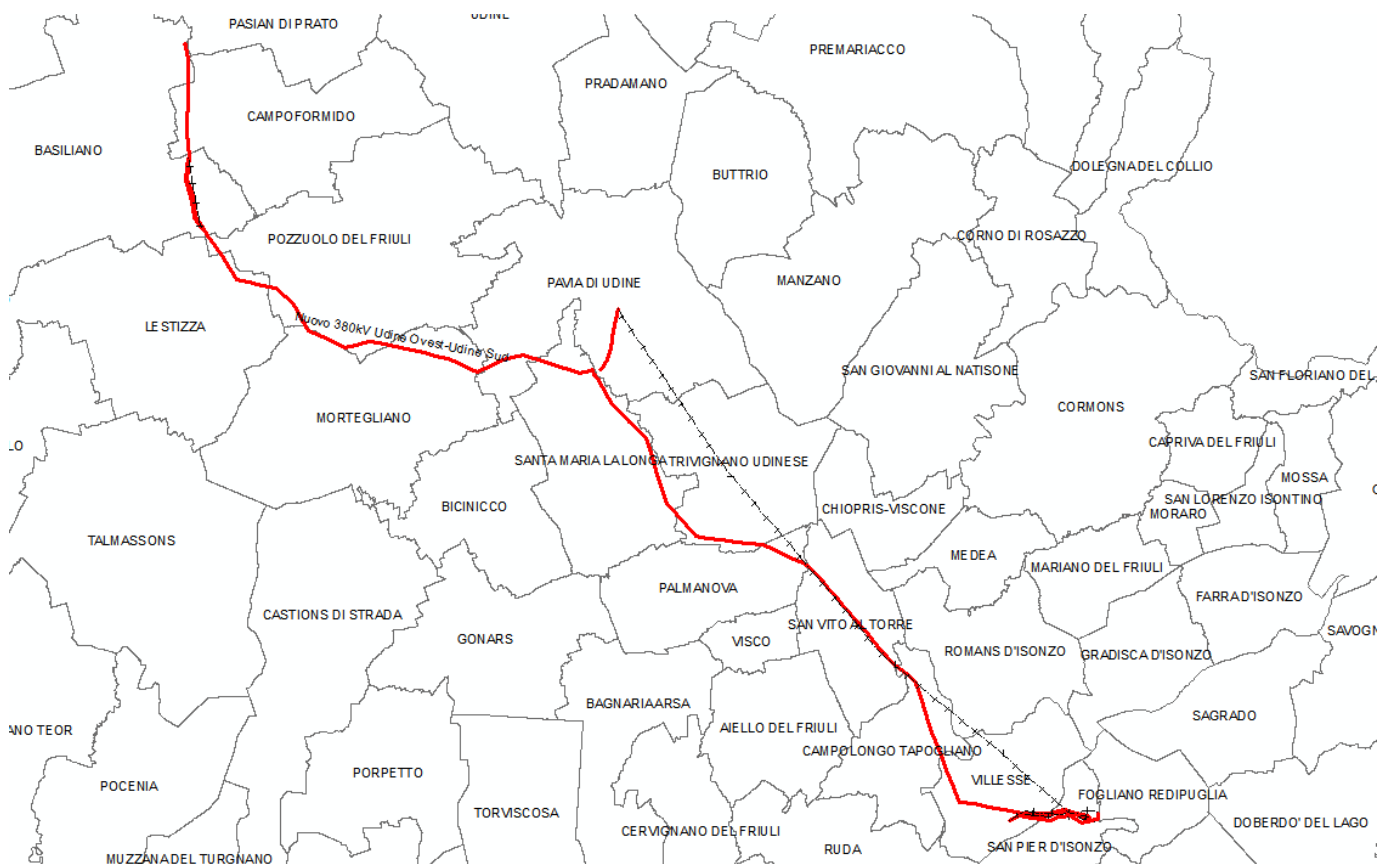 PASIAN DI PRATO
UDINE
PREMARIACCO
PRADAMANO
CAMPOFORMIDO
BASILIANO
BUTTRIO
DOLEGNA DEL COLLIO
POZZUOLO DEL FRIULI
CORNO DI ROSAZZO
PAVIA DI UDINE
MANZANO
LESTIZZA
Nuovo 380kV Udine Ovest-Udine Sud
SAN GIOVANNI AL NATISONE
SAN FLORIANO DEL
CORMONS
MORTEGLIANO
CAPRIVA DEL FRIULI
LO
SANTA MARIA LA LONGA
TRIVIGNANO UDINESE
MOSSA
SAN LORENZO ISONTINO
BICINICCO
CHIOPRIS-VISCONE
MORARO
TALMASSONS
MEDEA
MARIANO DEL FRIULI
PALMANOVA
FARRA D'ISONZO
CASTIONS DI STRADA
GONARS
VISCO
SAN VITO AL TORRE
SAVOGN
ROMANS D'ISONZO
GRADISCA D'ISONZO
BAGNARIA ARSA
SAGRADO
ANO TEOR
AIELLO DEL FRIULI
CAMPOLONGO TAPOGLIANO
PORPETTO
POCENIA
VILLESSE
FOGLIANO REDIPUGLIA
TORVISCOSA
DOBERDO' DEL LAGO
CERVIGNANO DEL FRIULI
MUZZANA DEL TURGNANO
RUDA
SAN PIER D'ISONZO